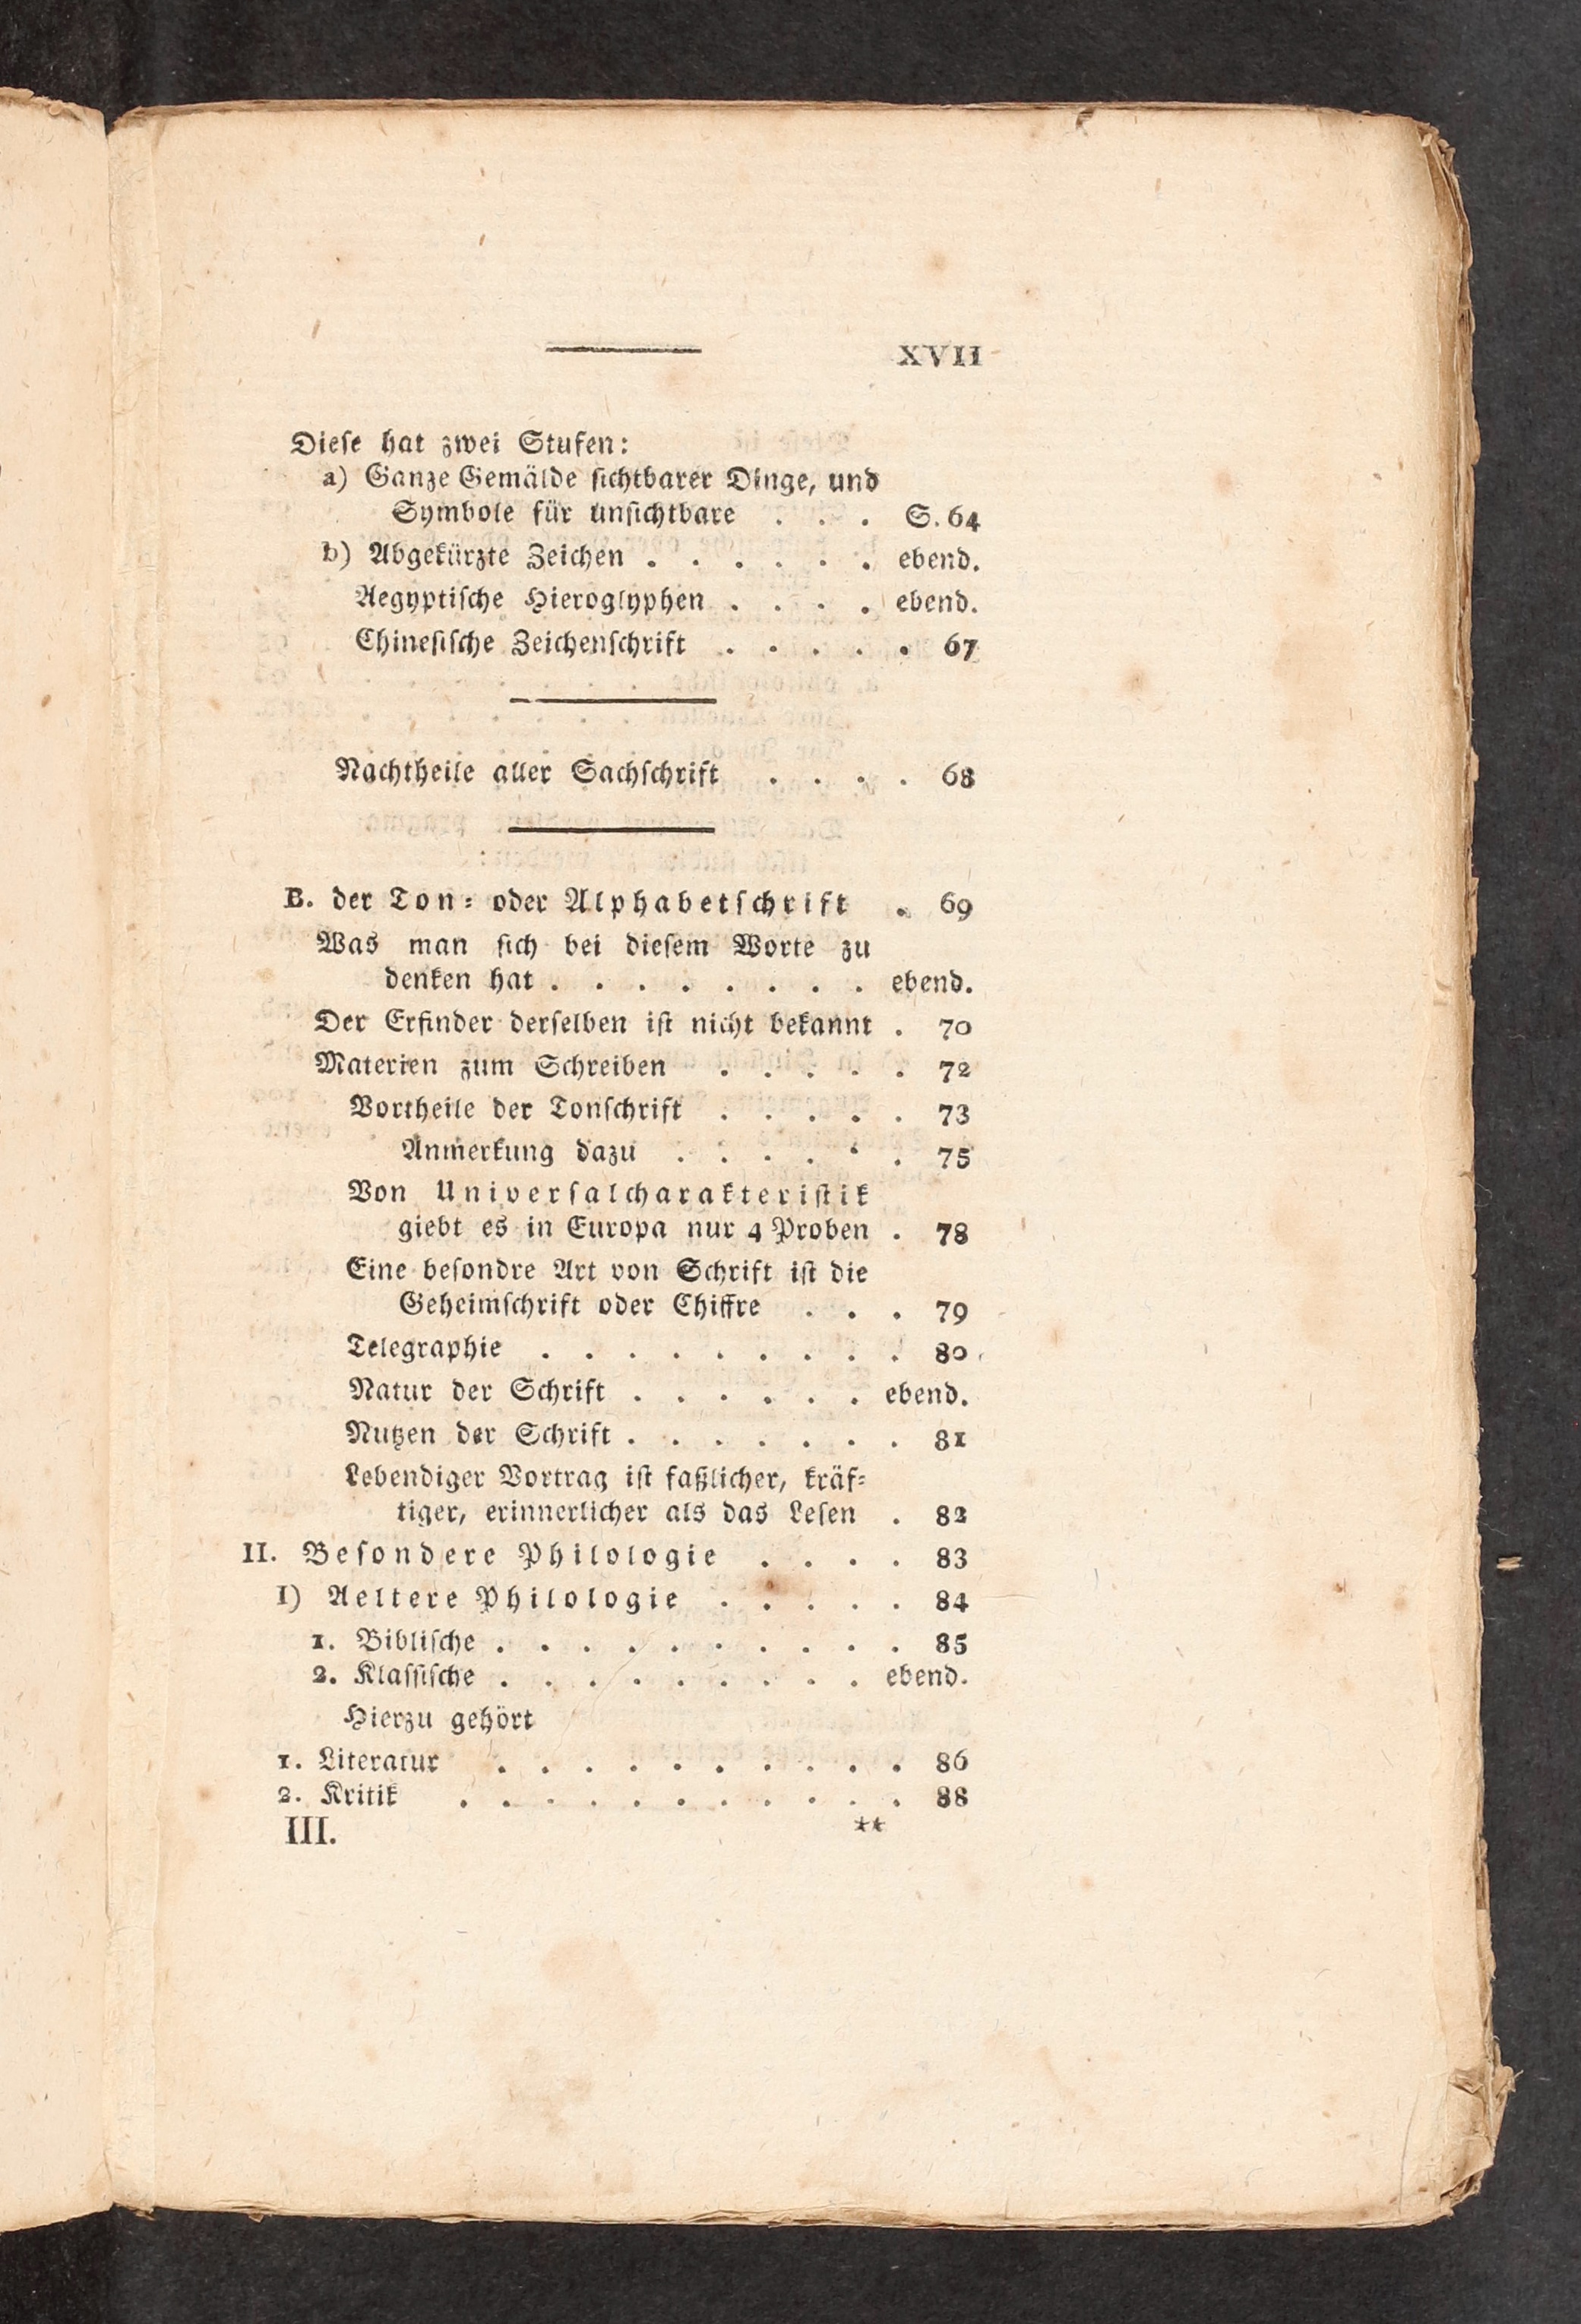 XVII
Dieſe hat zwei Stufen:
a) Ganze Gemälde ſichtbarer Dinge, und
Symbole für unſichtbare . . . S. 64
b) Abgekürzte Zeichen . . . . . . ebend.
Aegyptiſche Hieroglyphen . . . . ebend.
Chineſiſche Zeichenſchrift . . . . . 67
Nachtheile aller Sachſchrift . . . . 68
B. der Ton⸗ oder Alphabetſchrift . 69
Was man ſich bei dieſem Worte zu
denken hat . . . . . . . . ebend.
Der Erfinder derſelben iſt nicht bekannt . 70
Materien zum Schreiben . . . . . 72
Vortheile der Tonſchrift . . . . . 73
Anmerkung dazu . . . . . . 75
Von Univerſalcharakteriſtik
giebt es in Europa nur 4 Proben . 78
Eine beſondre Art von Schrift iſt die
Geheimſchrift oder Chiffre . . . 79
Telegraphie . . . . . . . . . 80
Natur der Schrift . . . . . . ebend.
Nutzen der Schrift . . . . . . . 81
Lebendiger Vortrag iſt faßlicher, kräf⸗
tiger, erinnerlicher als das Leſen . 82
II. Beſondere Philologie . . . . 83
1) Aeltere Philologie . . . . . 84
1. Bibliſche . . . . . . . . . . 85
2. Klaſſiſche . . . . . . . . . ebend.
Hierzu gehört
1. Literatur . . . . . . . . . . 86
2. Kritik . . . . . . . . . . . 88
III. **